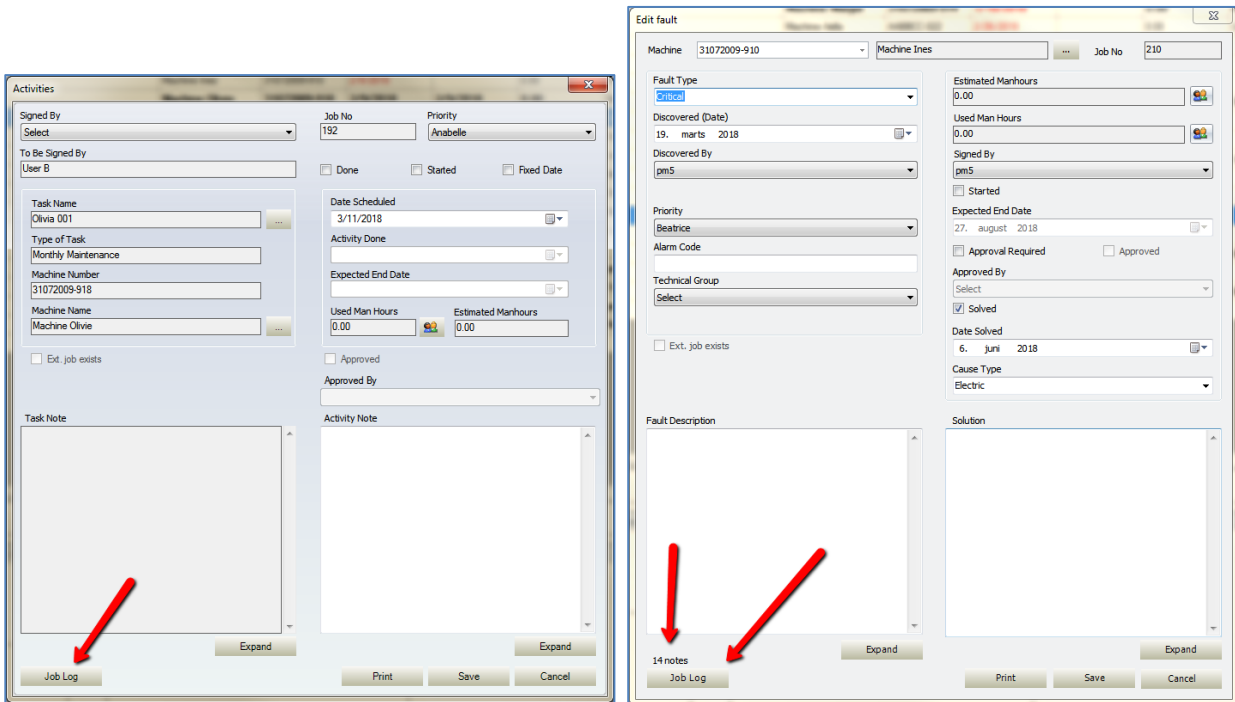 Activities
Signed By
Select
Job No
192
Priority
Anabelle
To Be Signed By
User B
Done
Started
Fixed Date
Task Name
Olivia 001
...
Type of Task
Monthly Maintenance
Machine Number
31072009-918
Machine Name
Machine Olivie
...
Date Scheduled
3/11/2018
Activity Done
Expected End Date
Used Man Hours
0.00
Estimated Manhours
0.00
Ext. job exists
Approved
Approved By
Task Note
Activity Note
Expand
Expand
Job Log
Print
Save
Cancel
Edit fault
Machine
31072009-910
Machine Ines
...
Job No
210
Fault Type
Critical
Discovered (Date)
19. marts 2018
Discovered By
pm5
Priority
Beatrice
Alarm Code
Technical Group
Select
Ext. job exists
Estimated Manhours
0.00
Used Man Hours
0.00
Signed By
pm5
Started
Expected End Date
27. august 2018
Approval Required
Approved
Approved By
Select
Solved
Date Solved
6. juni 2018
Cause Type
Electric
Fault Description
Solution
Expand
Expand
14 notes
Job Log
Print
Save
Cancel